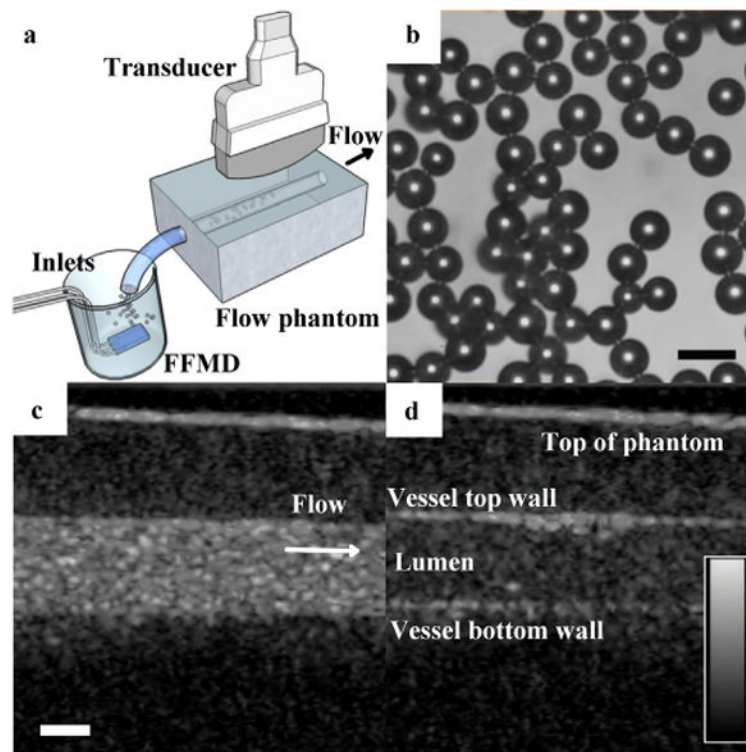 a
Transducer
Flow
Inlets
Flow phantom
FFMD
b
c
Flow
d
Top of phantom
Vessel top wall
Lumen
Vessel bottom wall